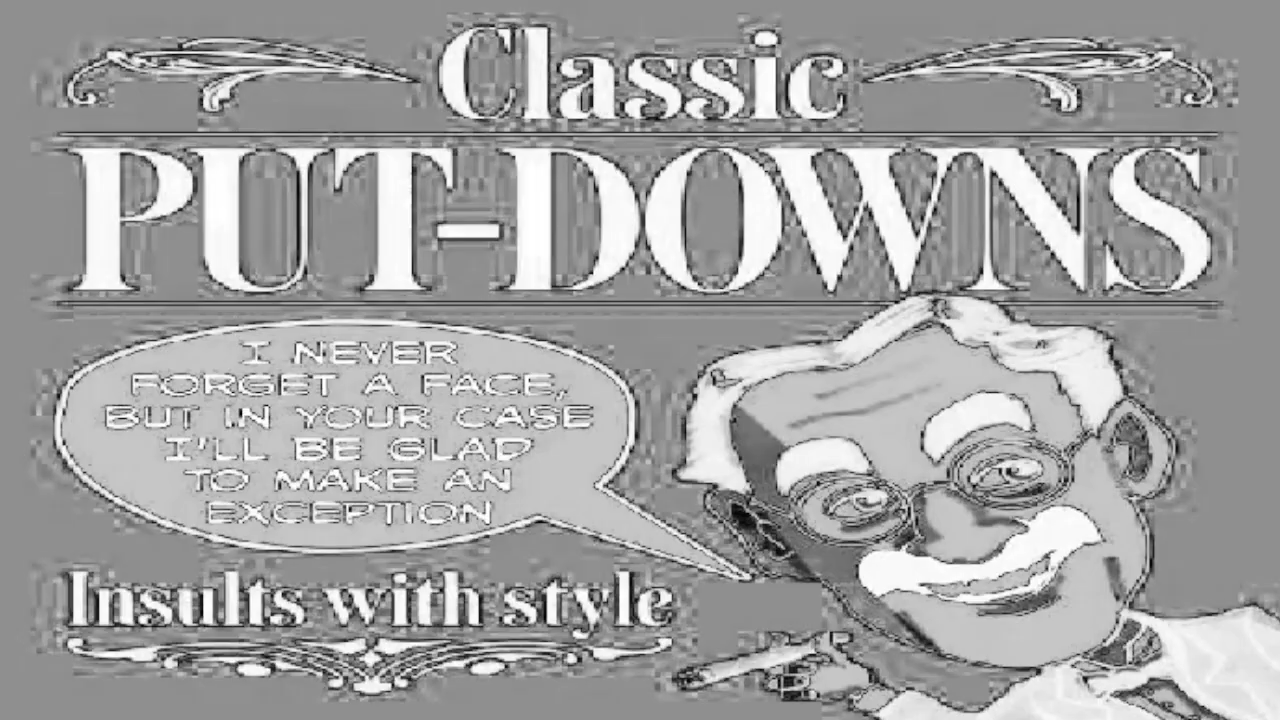 Classic
PUT-DOWNS
I NEVER
FORGET A FACE,
BUT IN YOUR CASE
I'LL BE GLAD
TO MAKE AN
EXCEPTION
Insults with style